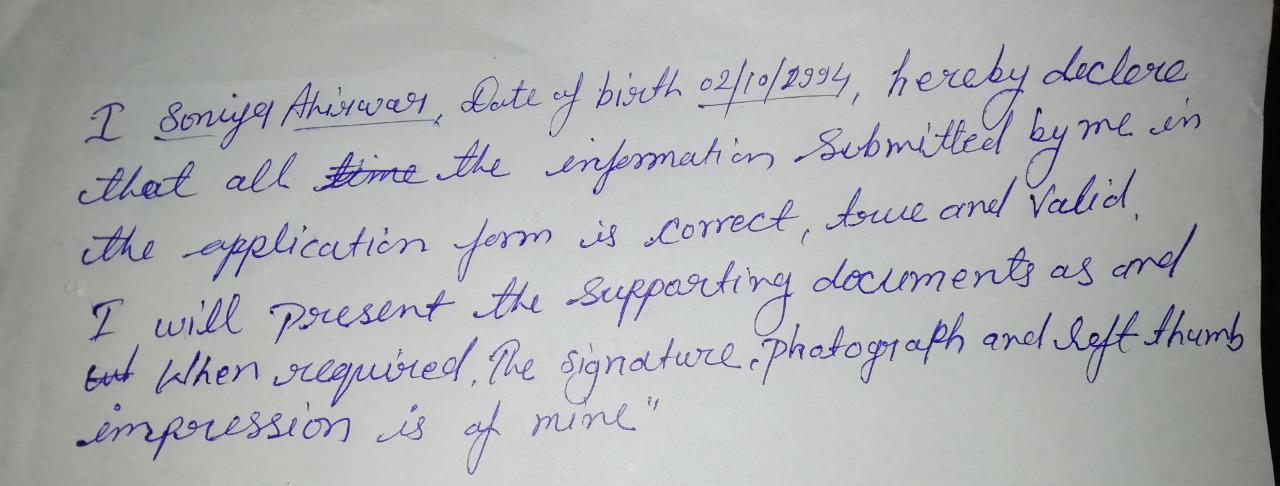 I Soniya Ahirwar, Date of birth 02/10/1994, hereby declere
that all time the information Submitted by me in
the application form is correct, true and Valid.
I will present the supporting documents as and
but When required. The signature, photograph and left thumb
impression is of mine"